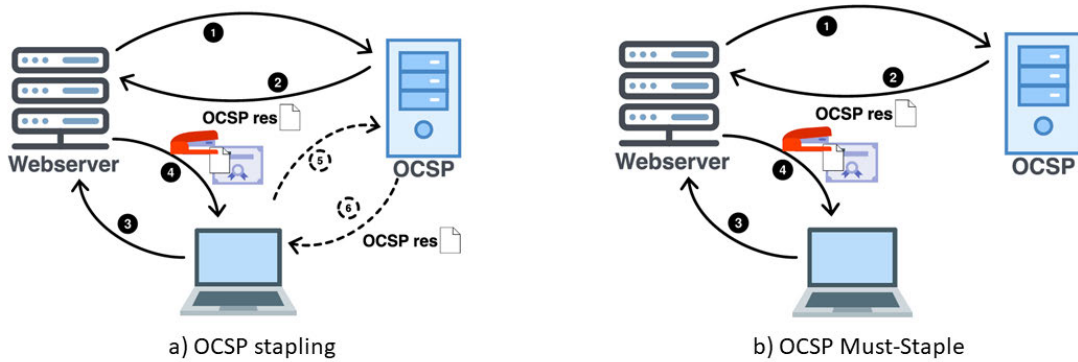 1
2
OCSP res
Webserver
OCSP
4
5
3
6
OCSP res
a) OCSP stapling
1
2
OCSP res
Webserver
OCSP
4
3
b) OCSP Must-Staple